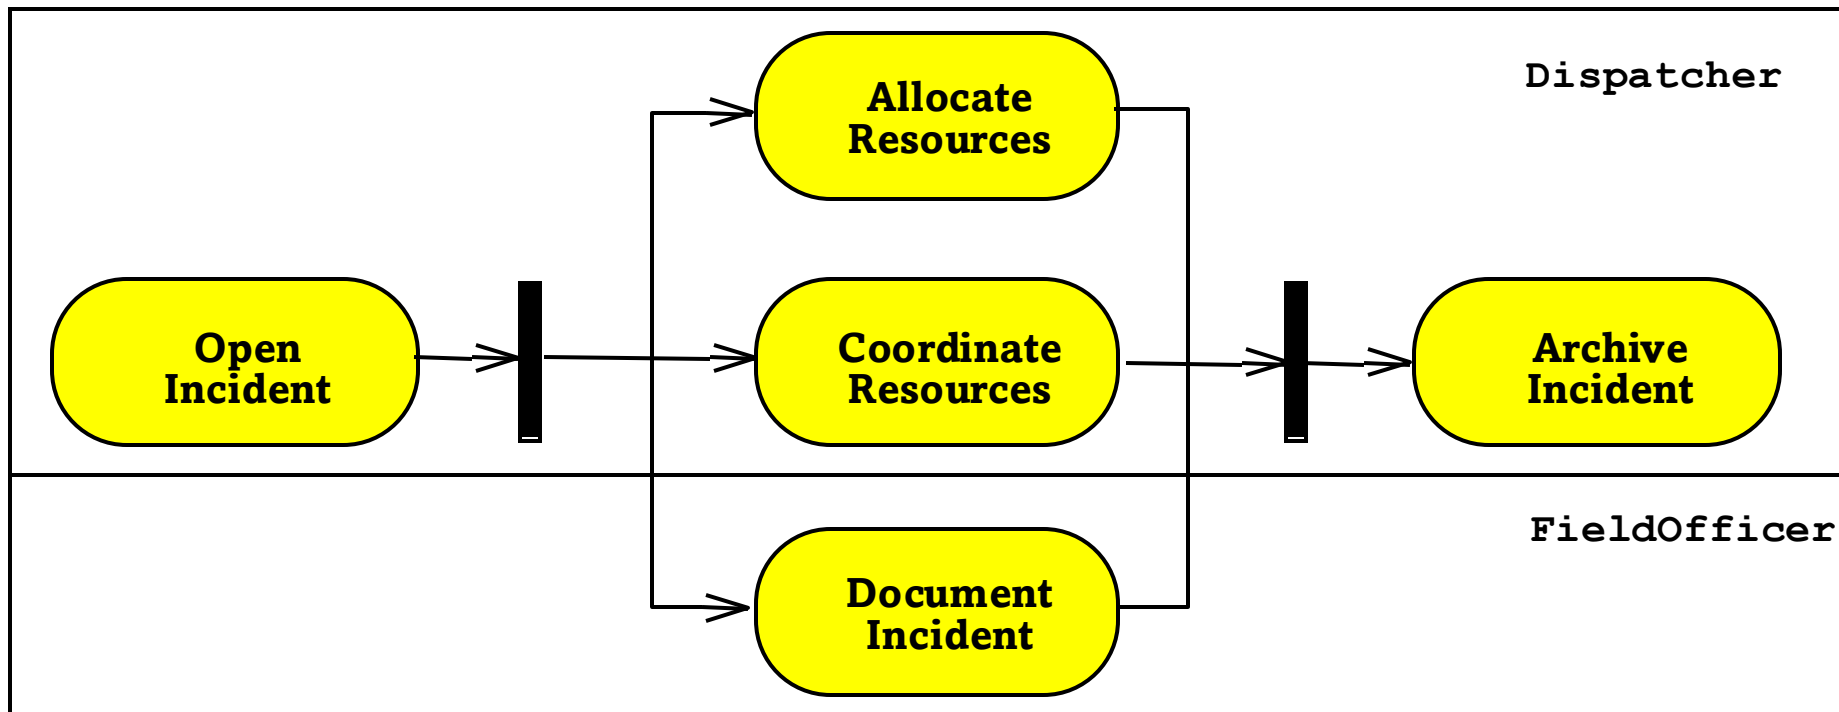 Dispatcher
Allocate
Resources
Open
Incident
Coordinate
Resources
Archive
Incident
FieldOfficer
Document
Incident